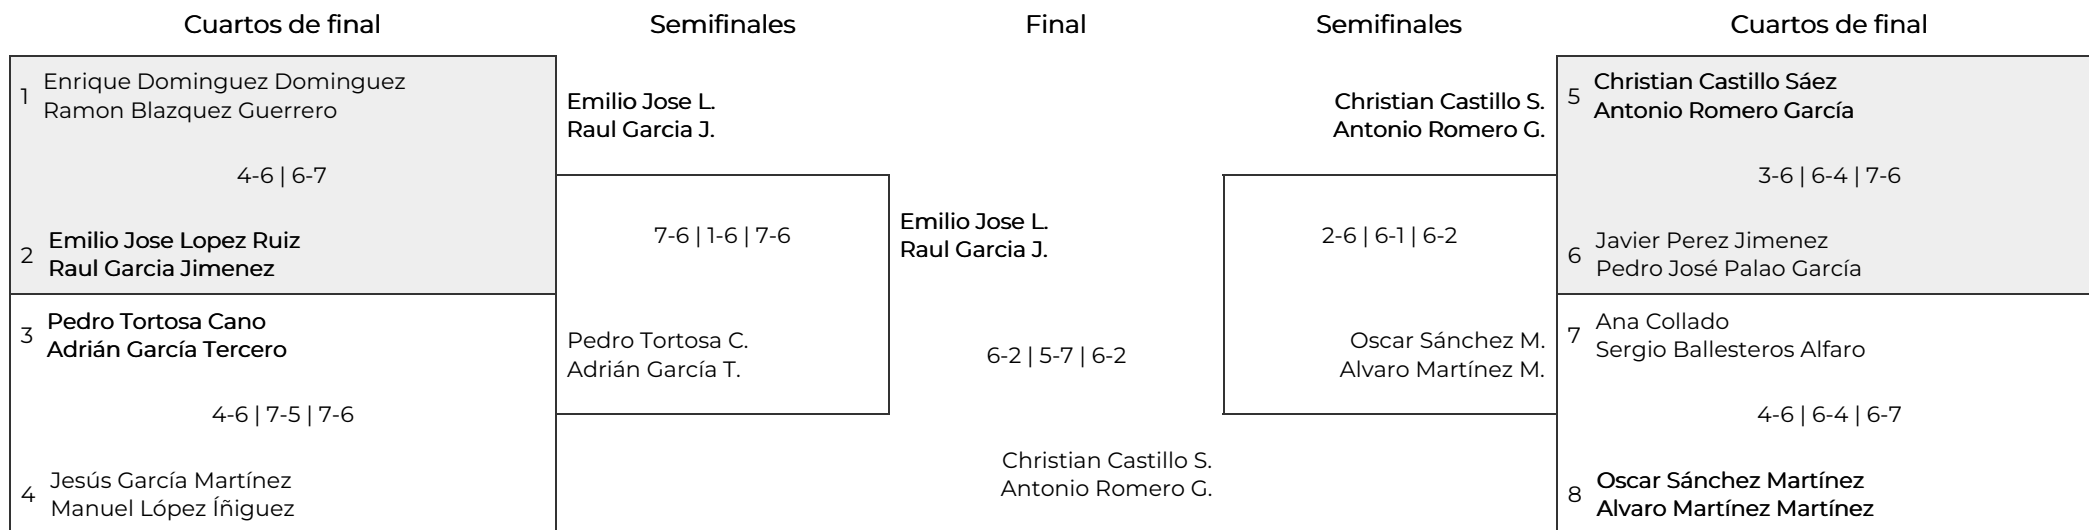 Cuartos de final
Semifinales
Final
Semifinales
Cuartos de final
1
Enrique Dominguez Dominguez
Ramon Blazquez Guerrero
4-6 | 6-7
2
Emilio Jose Lopez Ruiz
Raul Garcia Jimenez
3
Pedro Tortosa Cano
Adrián García Tercero
4-6 | 7-5 | 7-6
4
Jesús García Martínez
Manuel López Íñiguez
Emilio Jose L.
Raul Garcia J.
7-6 | 1-6 | 7-6
Pedro Tortosa C.
Adrián García T.
Emilio Jose L.
Raul Garcia J.
6-2 | 5-7 | 6-2
Christian Castillo S.
Antonio Romero G.
Christian Castillo S.
Antonio Romero G.
2-6 | 6-1 | 6-2
Oscar Sánchez M.
Alvaro Martínez M.
5
Christian Castillo Sáez
Antonio Romero García
3-6 | 6-4 | 7-6
6
Javier Perez Jimenez
Pedro José Palao García
7
Ana Collado
Sergio Ballesteros Alfaro
4-6 | 6-4 | 6-7
8
Oscar Sánchez Martínez
Alvaro Martínez Martínez